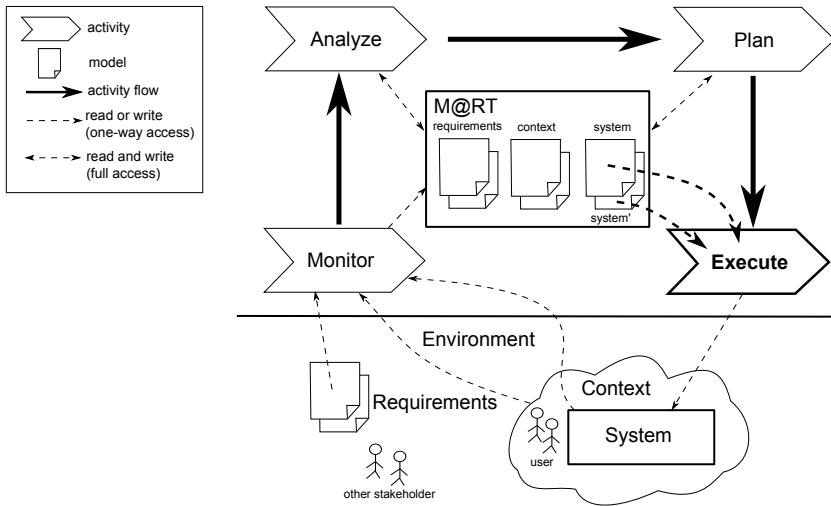 activity
model
activity flow
read or write
(one-way access)
read and write
(full access)
Analyze
Plan
M@RT
requirements
context
system
system'
Monitor
Execute
Environment
Requirements
Context
System
user
other stakeholder